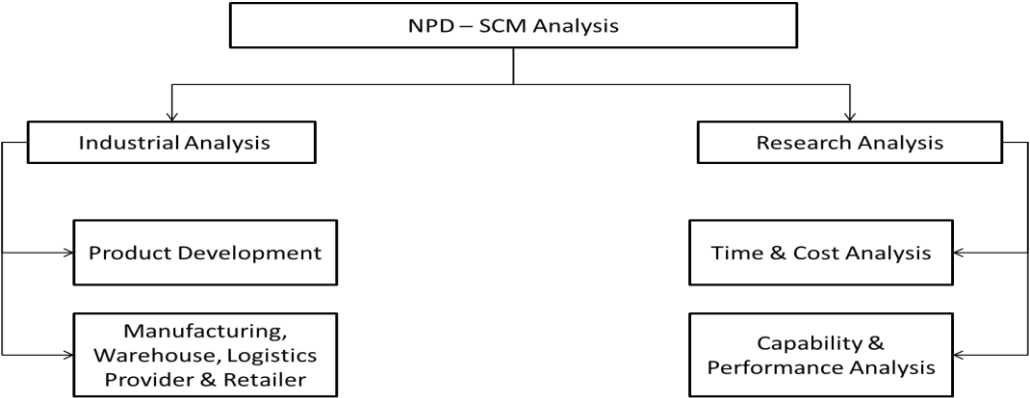 NPD – SCM Analysis
Industrial Analysis
Research Analysis
Product Development
Time & Cost Analysis
Manufacturing,
Warehouse, Logistics
Provider & Retailer
Capability &
Performance Analysis